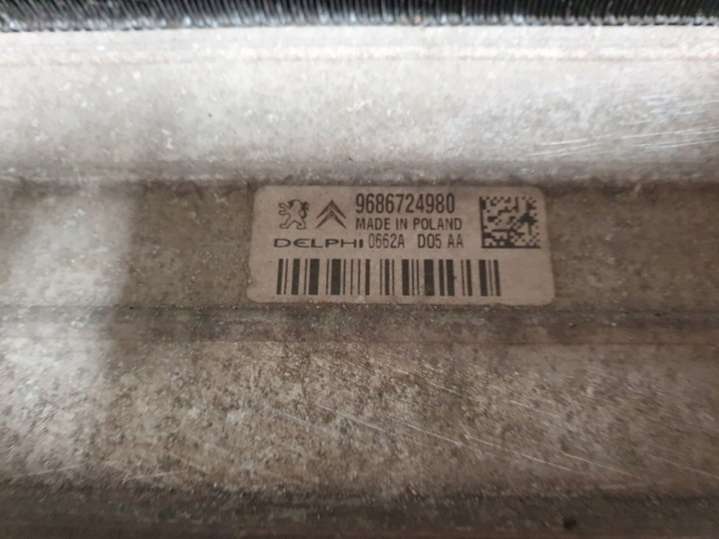 9686724980
MADE IN POLAND
DELPHI 0662A D05 AA